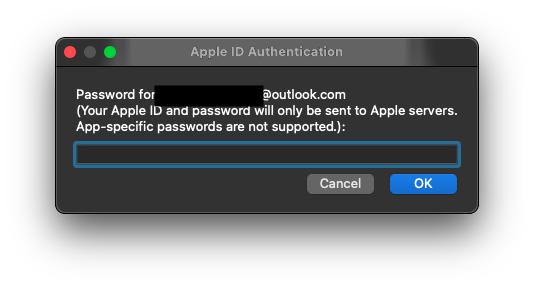 Apple ID Authentication
Password for @outlook.com
(Your Apple ID and password will only be sent to Apple servers.
App-specific passwords are not supported.):
Cancel OK